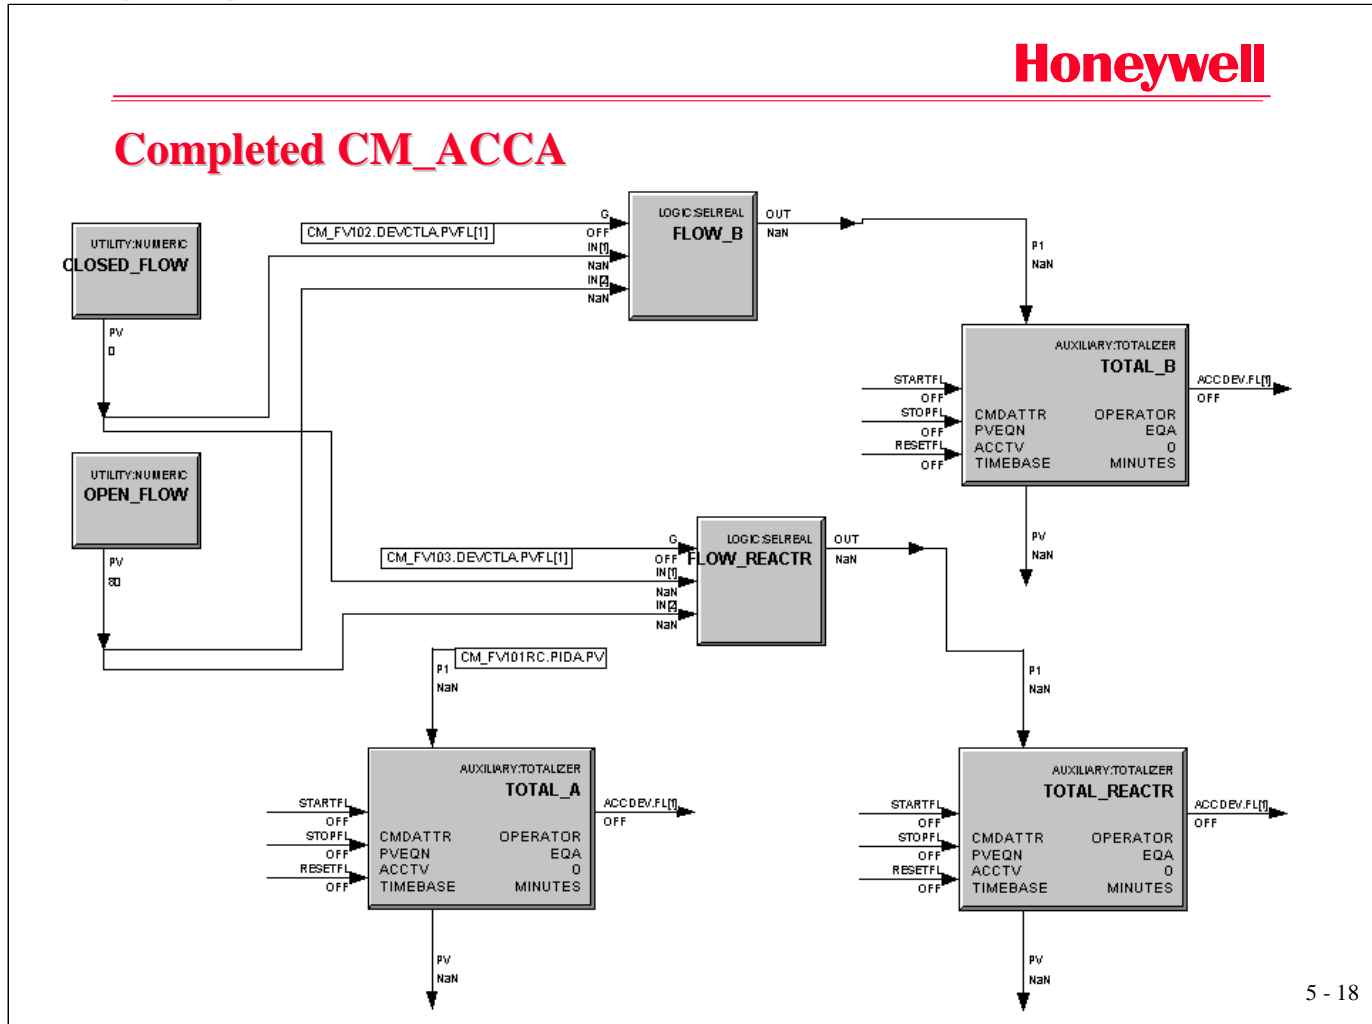 Honeywell
Completed CM_ACCA
UTILITY:NUMERIC
CLOSED_FLOW
PV
0
UTILITY:NUMERIC
OPEN_FLOW
PV
80
CM_FV102.DEVCTLA.PVFL[1]
G
OFF
IN[1]
NaN
IN[2]
NaN
LOGIC:SELREAL
FLOW_B
OUT
NaN
P1
NaN
AUXILIARY:TOTALIZER
TOTAL_B
STARTFL
OFF
STOPFL
OFF
RESETFL
OFF
CMDATTR OPERATOR
PVEQN EQA
ACCTV 0
TIMEBASE MINUTES
ACCDEV.FL[1]
OFF
PV
NaN
CM_FV103.DEVCTLA.PVFL[1]
G
OFF
IN[1]
NaN
IN[2]
NaN
LOGIC:SELREAL
FLOW_REACTR
OUT
NaN
CM_FV101RC.PIDA.PV
P1
NaN
AUXILIARY:TOTALIZER
TOTAL_A
STARTFL
OFF
STOPFL
OFF
RESETFL
OFF
CMDATTR OPERATOR
PVEQN EQA
ACCTV 0
TIMEBASE MINUTES
ACCDEV.FL[1]
OFF
PV
NaN
P1
NaN
AUXILIARY:TOTALIZER
TOTAL_REACTR
STARTFL
OFF
STOPFL
OFF
RESETFL
OFF
CMDATTR OPERATOR
PVEQN EQA
ACCTV 0
TIMEBASE MINUTES
ACCDEV.FL[1]
OFF
PV
NaN
5 - 18